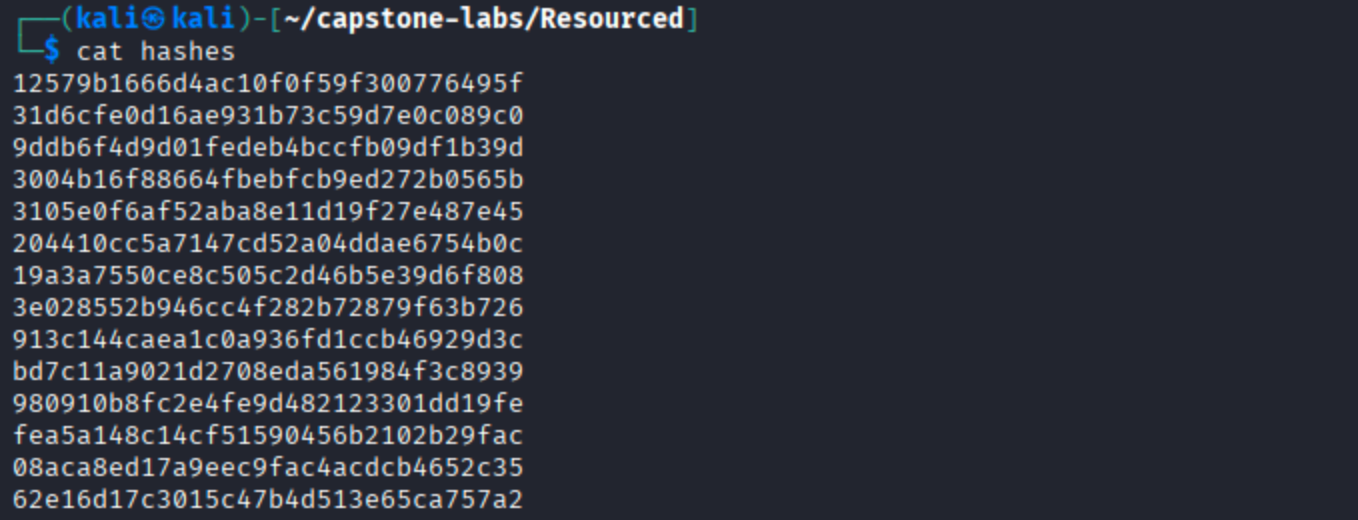 ┌──(kali㉿kali)-[~/capstone-labs/Resourced]
└─$ cat hashes
12579b1666d4ac10f0f59f300776495f
31d6cfe0d16ae931b73c59d7e0c089c0
9ddb6f4d9d01fedeb4bccfb09df1b39d
3004b16f88664fbebfcb9ed272b0565b
3105e0f6af52aba8e11d19f27e487e45
204410cc5a7147cd52a04ddae6754b0c
19a3a7550ce8c505c2d46b5e39d6f808
3e028552b946cc4f282b72879f63b726
913c144caea1c0a936fd1ccb46929d3c
bd7c11a9021d2708eda561984f3c8939
980910b8fc2e4fe9d482123301dd19fe
fea5a148c14cf51590456b2102b29fac
08aca8ed17a9eec9fac4acdcb4652c35
62e16d17c3015c47b4d513e65ca757a2